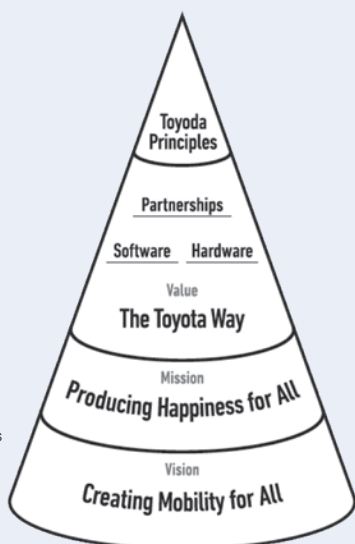 Toyoda
Principles
Partnerships
Software Hardware
Value
The Toyota Way
Mission
Producing Happiness for All
s
Vision
Creating Mobility for All